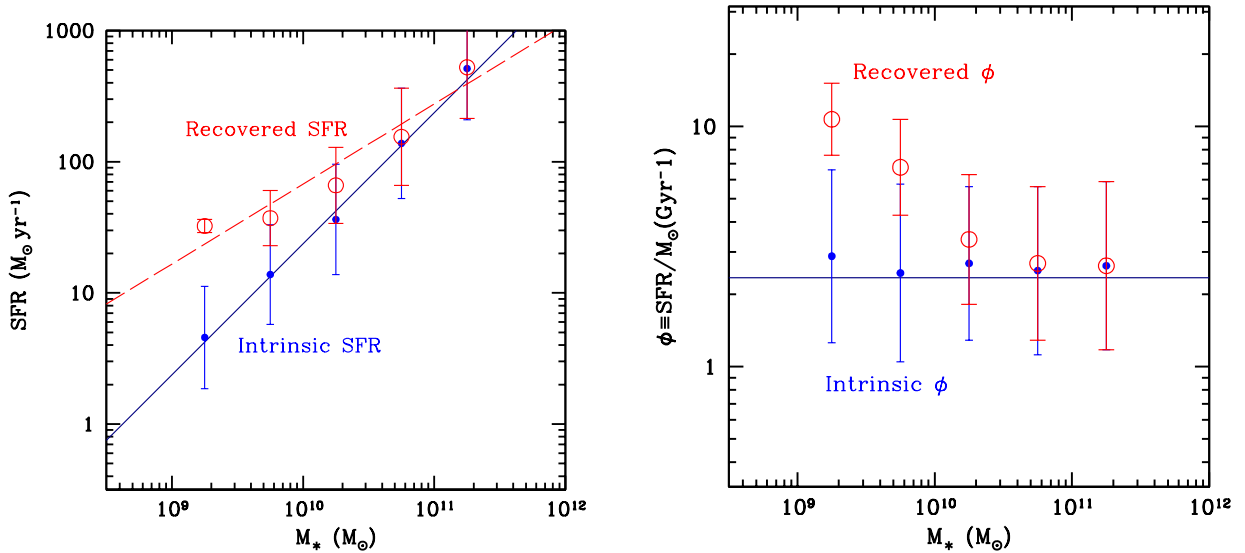 1000
100
10
1
SFR (M⊙ yr⁻¹)
Recovered SFR
Intrinsic SFR
10⁹ 10¹⁰ 10¹¹ 10¹²
M* (M⊙)
10
1
ϕ≡SFR/M⊙(Gyr−1)
Recovered ϕ
Intrinsic ϕ
10⁹ 10¹⁰ 10¹¹ 10¹²
M* (M⊙)